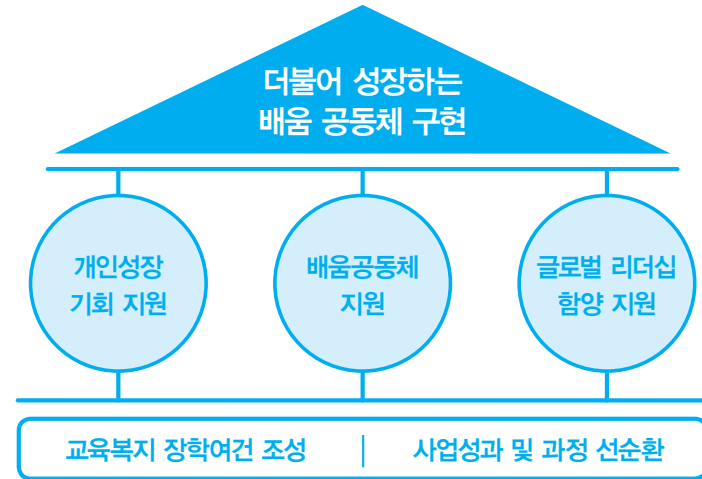 더불어 성장하는
배움 공동체 구현
개인성장
기회 지원
배움공동체
지원
글로벌 리더십
함양 지원
교육복지 장학여건 조성
사업성과 및 과정 선순환